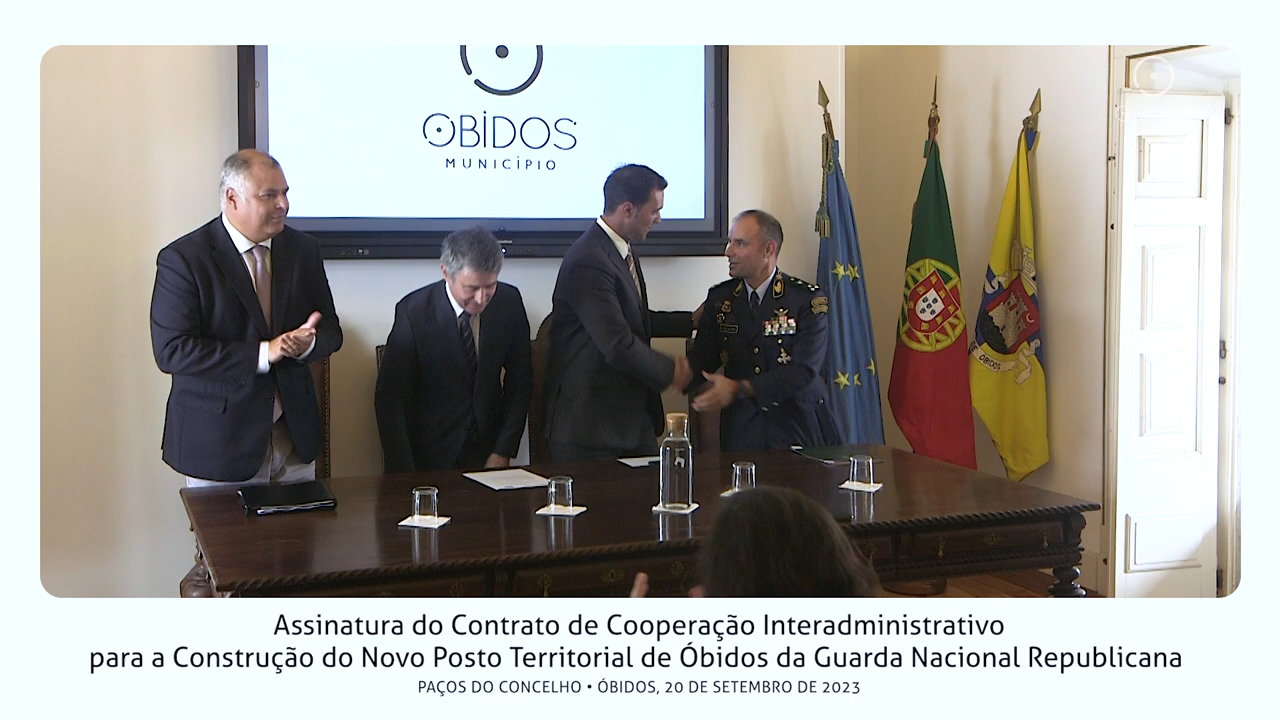 ÓBIDOS
MUNICÍPIO
ÓBIDOS
Assinatura do Contrato de Cooperação Interadministrativo
para a Construção do Novo Posto Territorial de Óbidos da Guarda Nacional Republicana
PAÇOS DO CONCELHO • ÓBIDOS, 20 DE SETEMBRO DE 2023